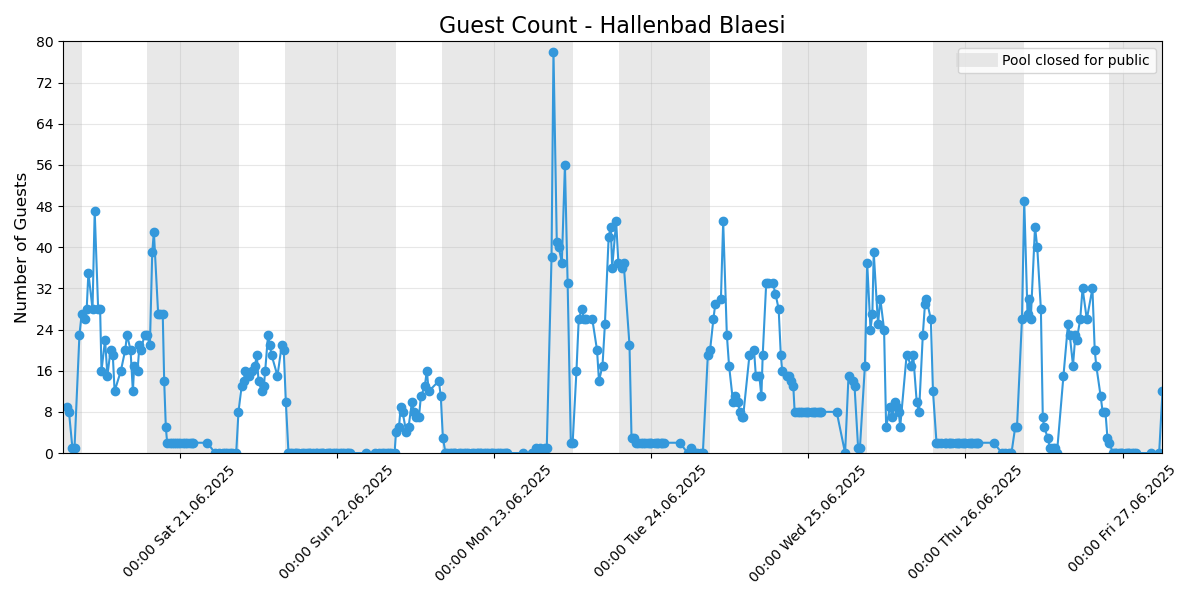 Guest Count - Hallenbad Blaesi
Pool closed for public
Number of Guests
80
72
64
56
48
40
32
24
16
8
0
00:00 Sat 21.06.2025
00:00 Sun 22.06.2025
00:00 Mon 23.06.2025
00:00 Tue 24.06.2025
00:00 Wed 25.06.2025
00:00 Thu 26.06.2025
00:00 Fri 27.06.2025